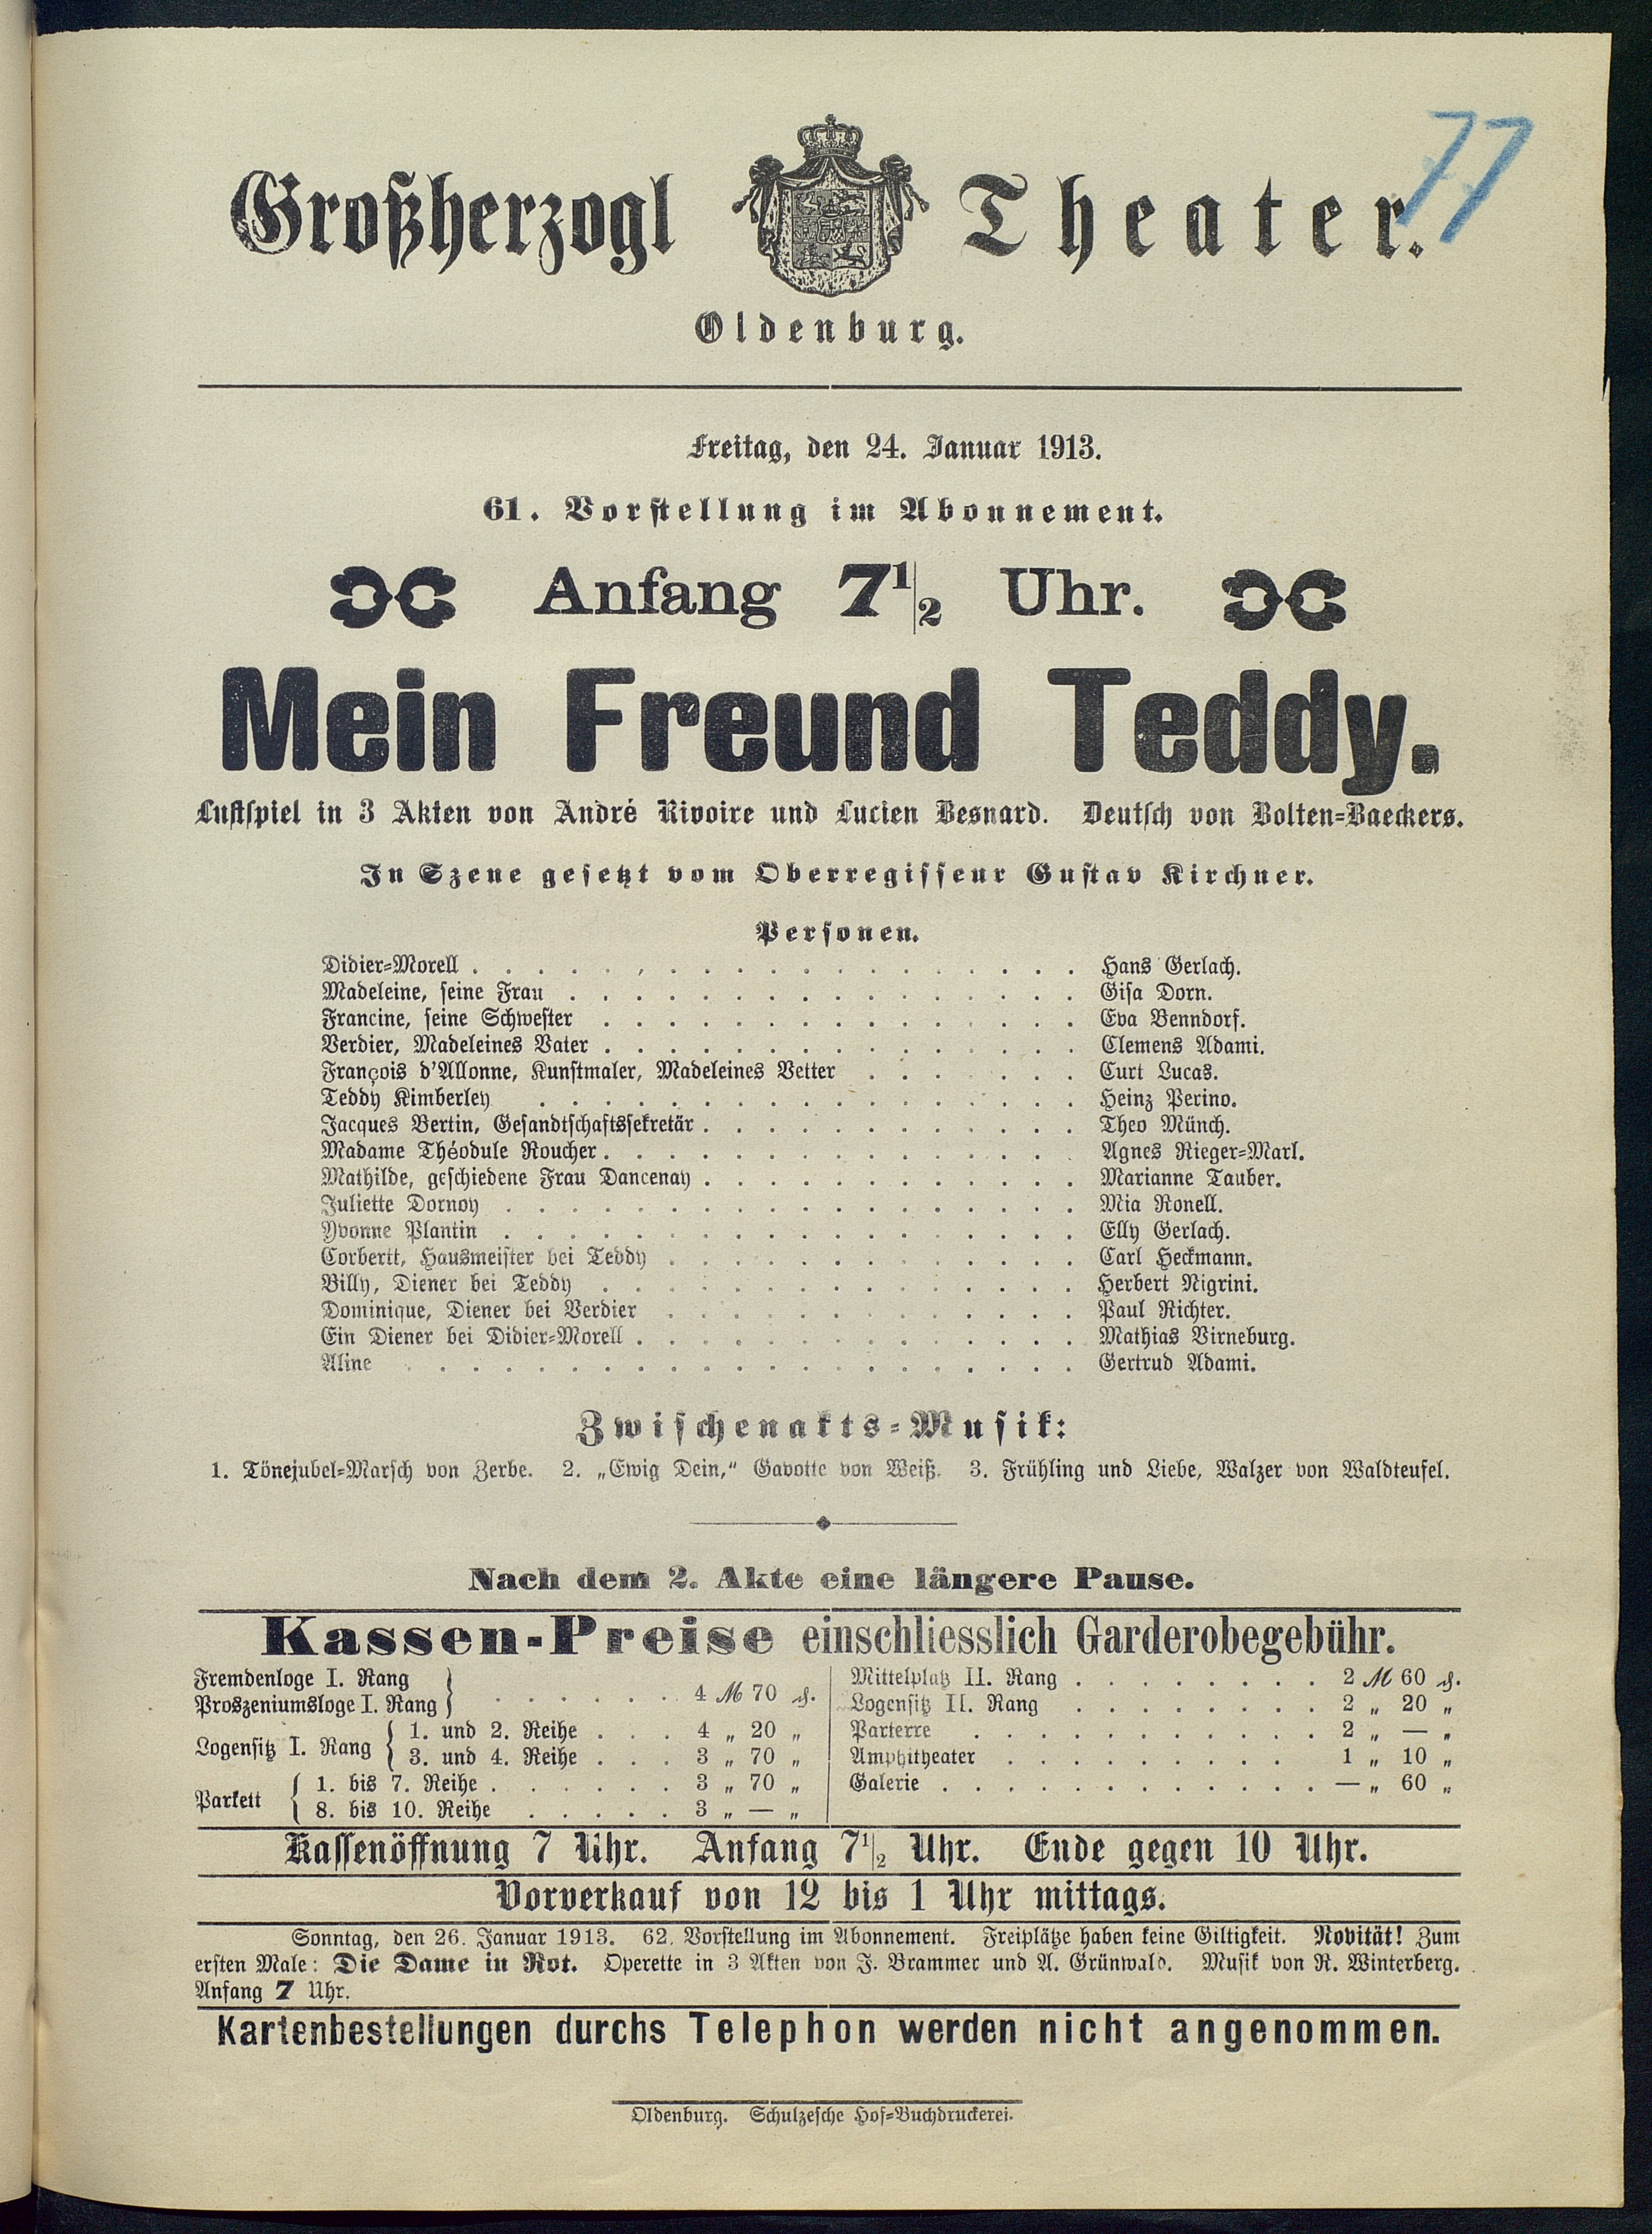 77
Großherzogl Theater.
Oldenburg.
Freitag, den 24. Januar 1913.
61. Vorstellung im Abonnement.
Anfang 7 1/2 Uhr.
Mein Freund Teddy.
Lustspiel in 3 Akten von André Rivoire und Lucien Besnard. Deutsch von Bolten-Baeckers.
In Szene gesetzt vom Oberregisseur Gustav Kirchner.
Personen.
Didier-Morell . . . . . . . . . . Hans Gerlach.
Madeleine, seine Frau . . . . . . . . . . Gisa Dorn.
Francine, seine Schwester . . . . . . . . . . Eva Benndorf.
Verdier, Madeleines Vater . . . . . . . . . . Clemens Adami.
François d'Allonne, Kunstmaler, Madeleines Vetter . . . . . . . Curt Lucas.
Teddy Kimberley . . . . . . . . . . Heinz Perino.
Jacques Bertin, Gesandtschaftssekretär . . . . . . . . . . Theo Münch.
Madame Théodule Roucher . . . . . . . . . . Agnes Rieger-Marl.
Mathilde, geschiedene Frau Dancenay . . . . . . . . . . Marianne Tauber.
Juliette Dornoy . . . . . . . . . . Mia Ronell.
Yvonne Plantin . . . . . . . . . . Elly Gerlach.
Corbertt, Hausmeister bei Teddy . . . . . . . . . . Carl Heckmann.
Billy, Diener bei Teddy . . . . . . . . . . Herbert Nigrini.
Dominique, Diener bei Verdier . . . . . . . . . . Paul Richter.
Ein Diener bei Didier-Morell . . . . . . . . . . Mathias Virneburg.
Aline . . . . . . . . . . Gertrud Adami.
Zwischenakts-Musik:
1. Tönejubel-Marsch von Zerbe. 2. „Ewig Dein,“ Gavotte von Weiß. 3. Frühling und Liebe, Walzer von Waldteufel.
Nach dem 2. Akte eine längere Pause.
Kassen-Preise einschliesslich Garderobegebühr.
Fremdenloge I. Rang
Proszeniumsloge I. Rang } . . . . . . 4 ℳ 70 ₰.
Logensitz I. Rang { 1. und 2. Reihe . . . 4 „ 20 „
3. und 4. Reihe . . . 3 „ 70 „
Parkett { 1. bis 7. Reihe . . . . . . 3 „ 70 „
8. bis 10. Reihe . . . . . 3 „ — „
Mittelplatz II. Rang . . . . . . . . 2 ℳ 60 ₰.
Logensitz II. Rang . . . . . . . . 2 „ 20 „
Parterre . . . . . . . . . . . 2 „ — „
Amphitheater . . . . . . . . . . 1 „ 10 „
Galerie . . . . . . . . . . . . — „ 60 „
Kassenöffnung 7 Uhr. Anfang 7 1/2 Uhr. Ende gegen 10 Uhr.
Vorverkauf von 12 bis 1 Uhr mittags.
Sonntag, den 26. Januar 1913. 62. Vorstellung im Abonnement. Freiplätze haben keine Giltigkeit. Novität! Zum
ersten Male: Die Dame in Rot. Operette in 3 Akten von J. Brammer und A. Grünwald. Musik von R. Winterberg.
Anfang 7 Uhr.
Kartenbestellungen durchs Telephon werden nicht angenommen.
Oldenburg. Schulzesche Hof-Buchdruckerei.